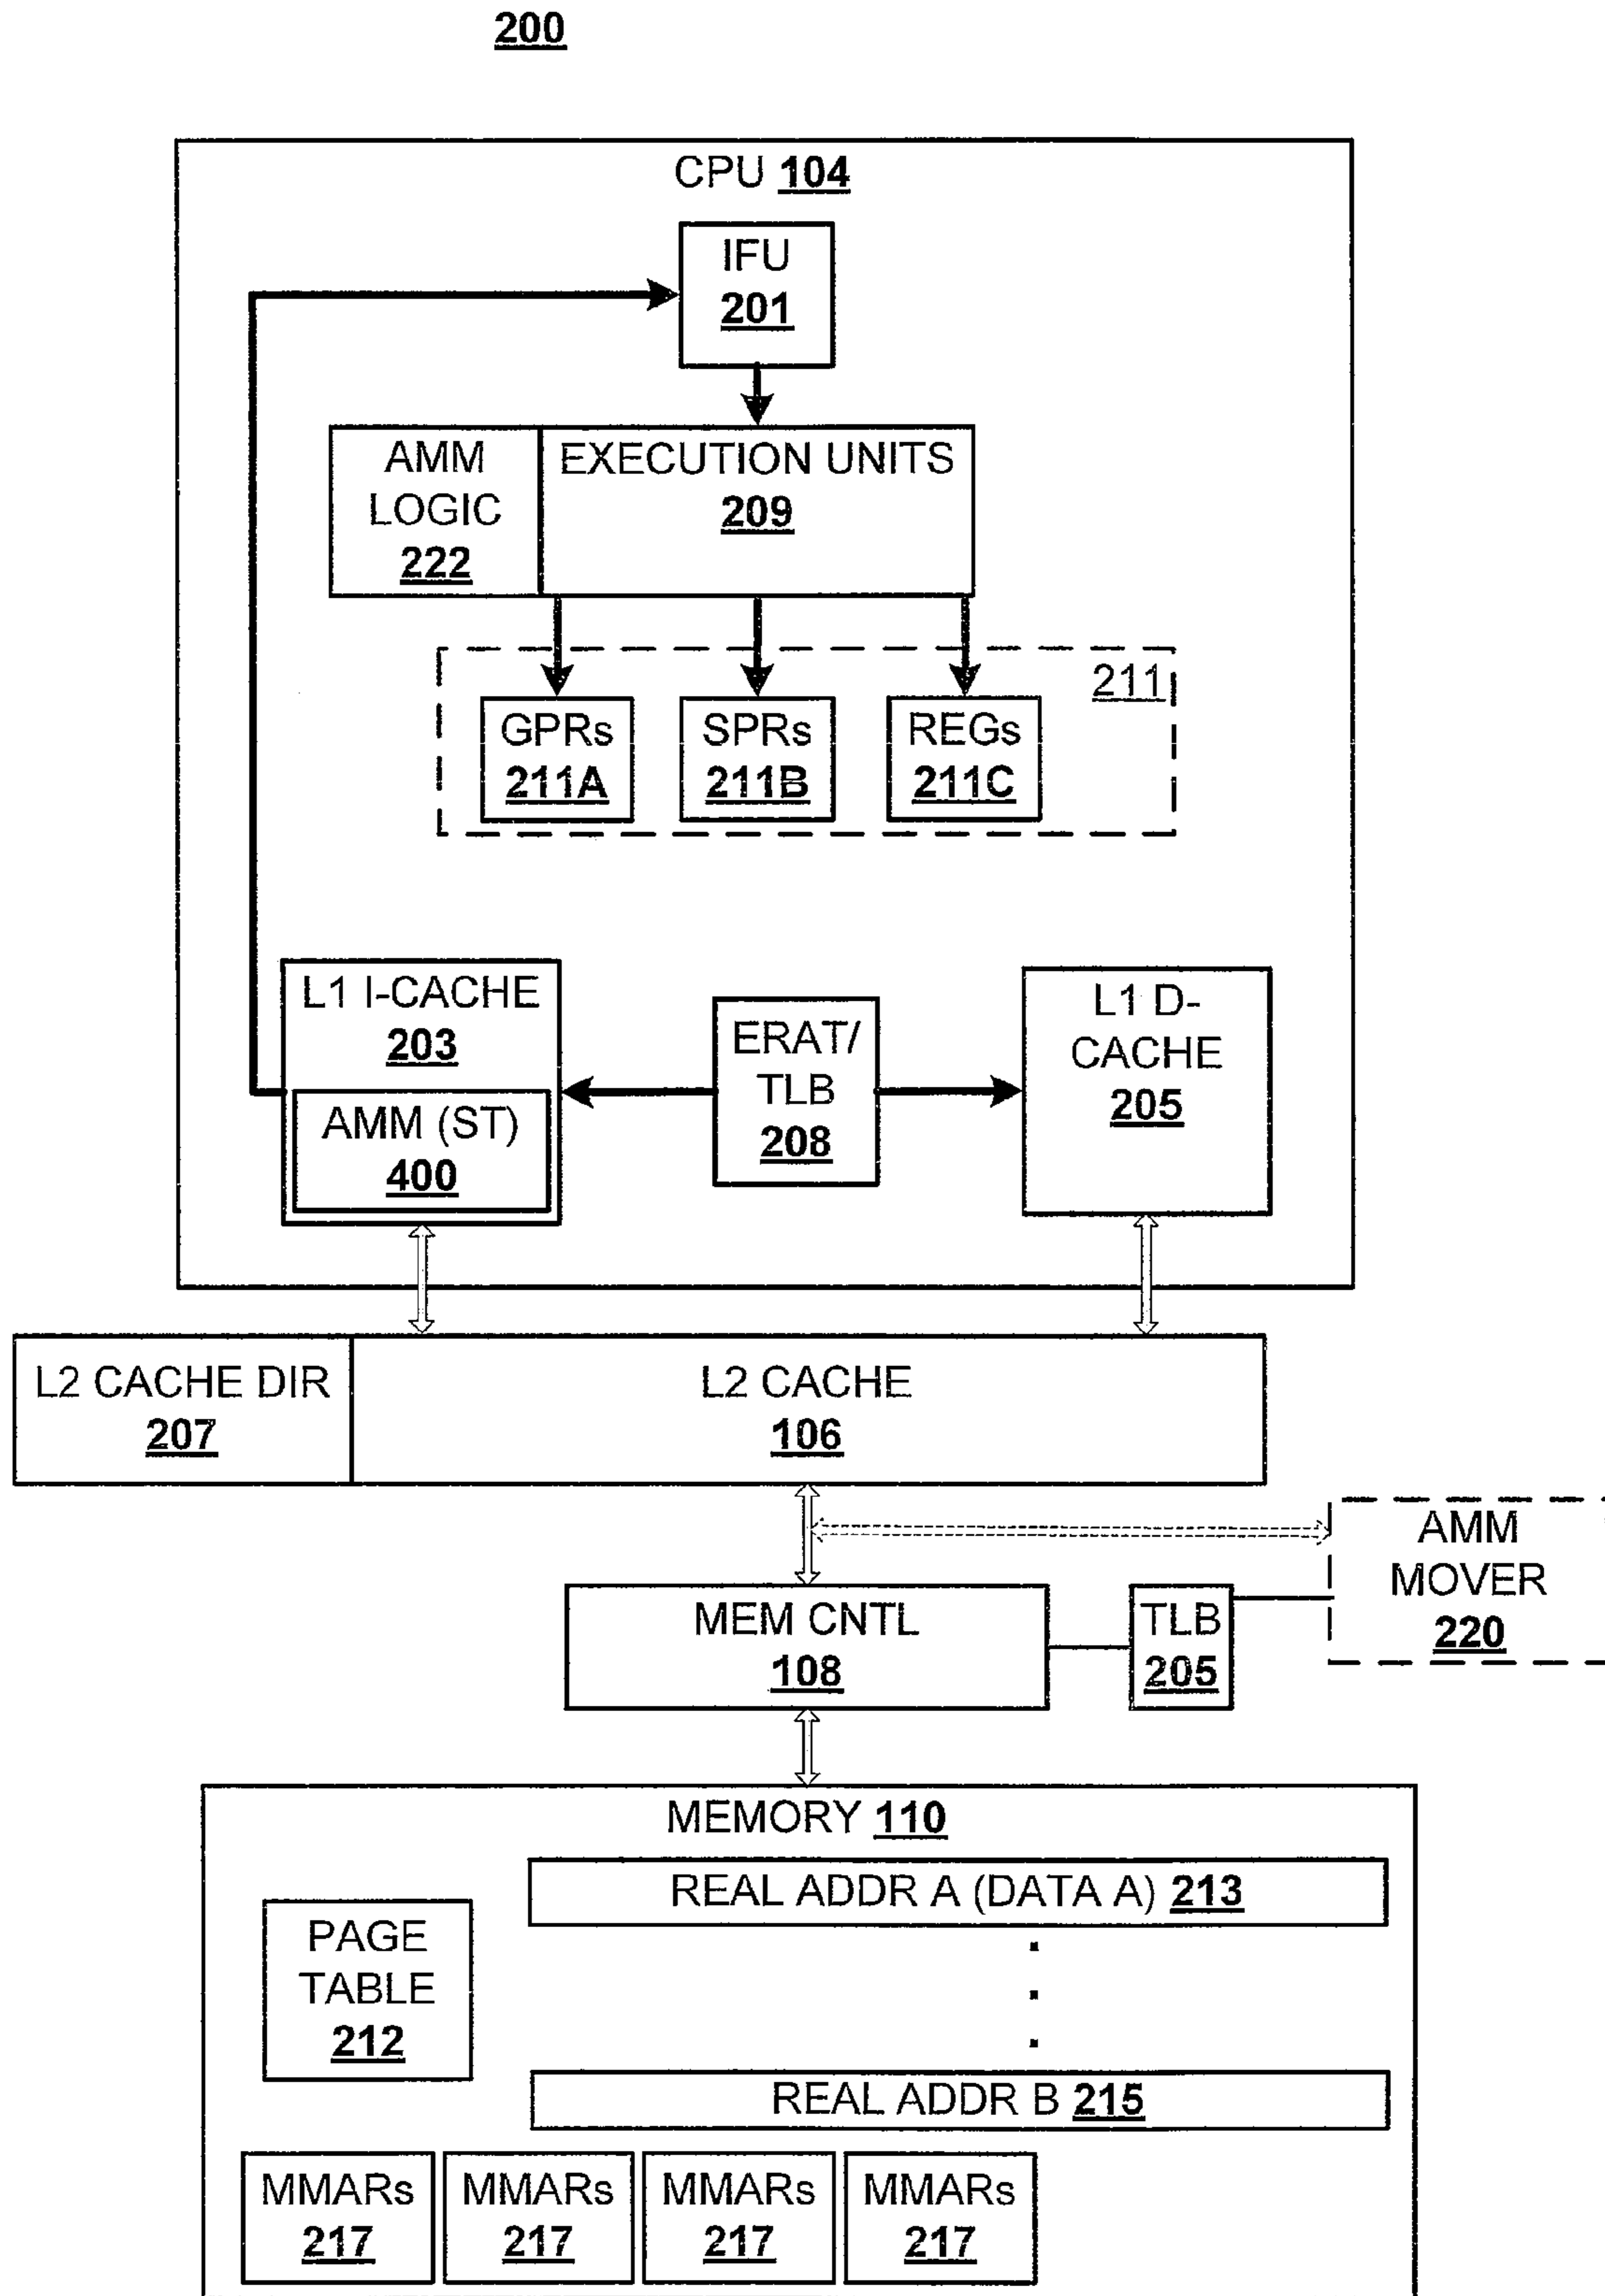 200
CPU 104
IFU
201
AMM
LOGIC
222
EXECUTION UNITS
209
211
GPRs
211A
SPRs
211B
REGs
211C
L1 I-CACHE
203
AMM (ST)
400
ERAT/
TLB
208
L1 D-
CACHE
205
L2 CACHE DIR
207
L2 CACHE
106
AMM
MOVER
220
MEM CNTL
108
TLB
205
MEMORY 110
REAL ADDR A (DATA A) 213
PAGE
TABLE
212
.
.
.
REAL ADDR B 215
MMARs
217
MMARs
217
MMARs
217
MMARs
217